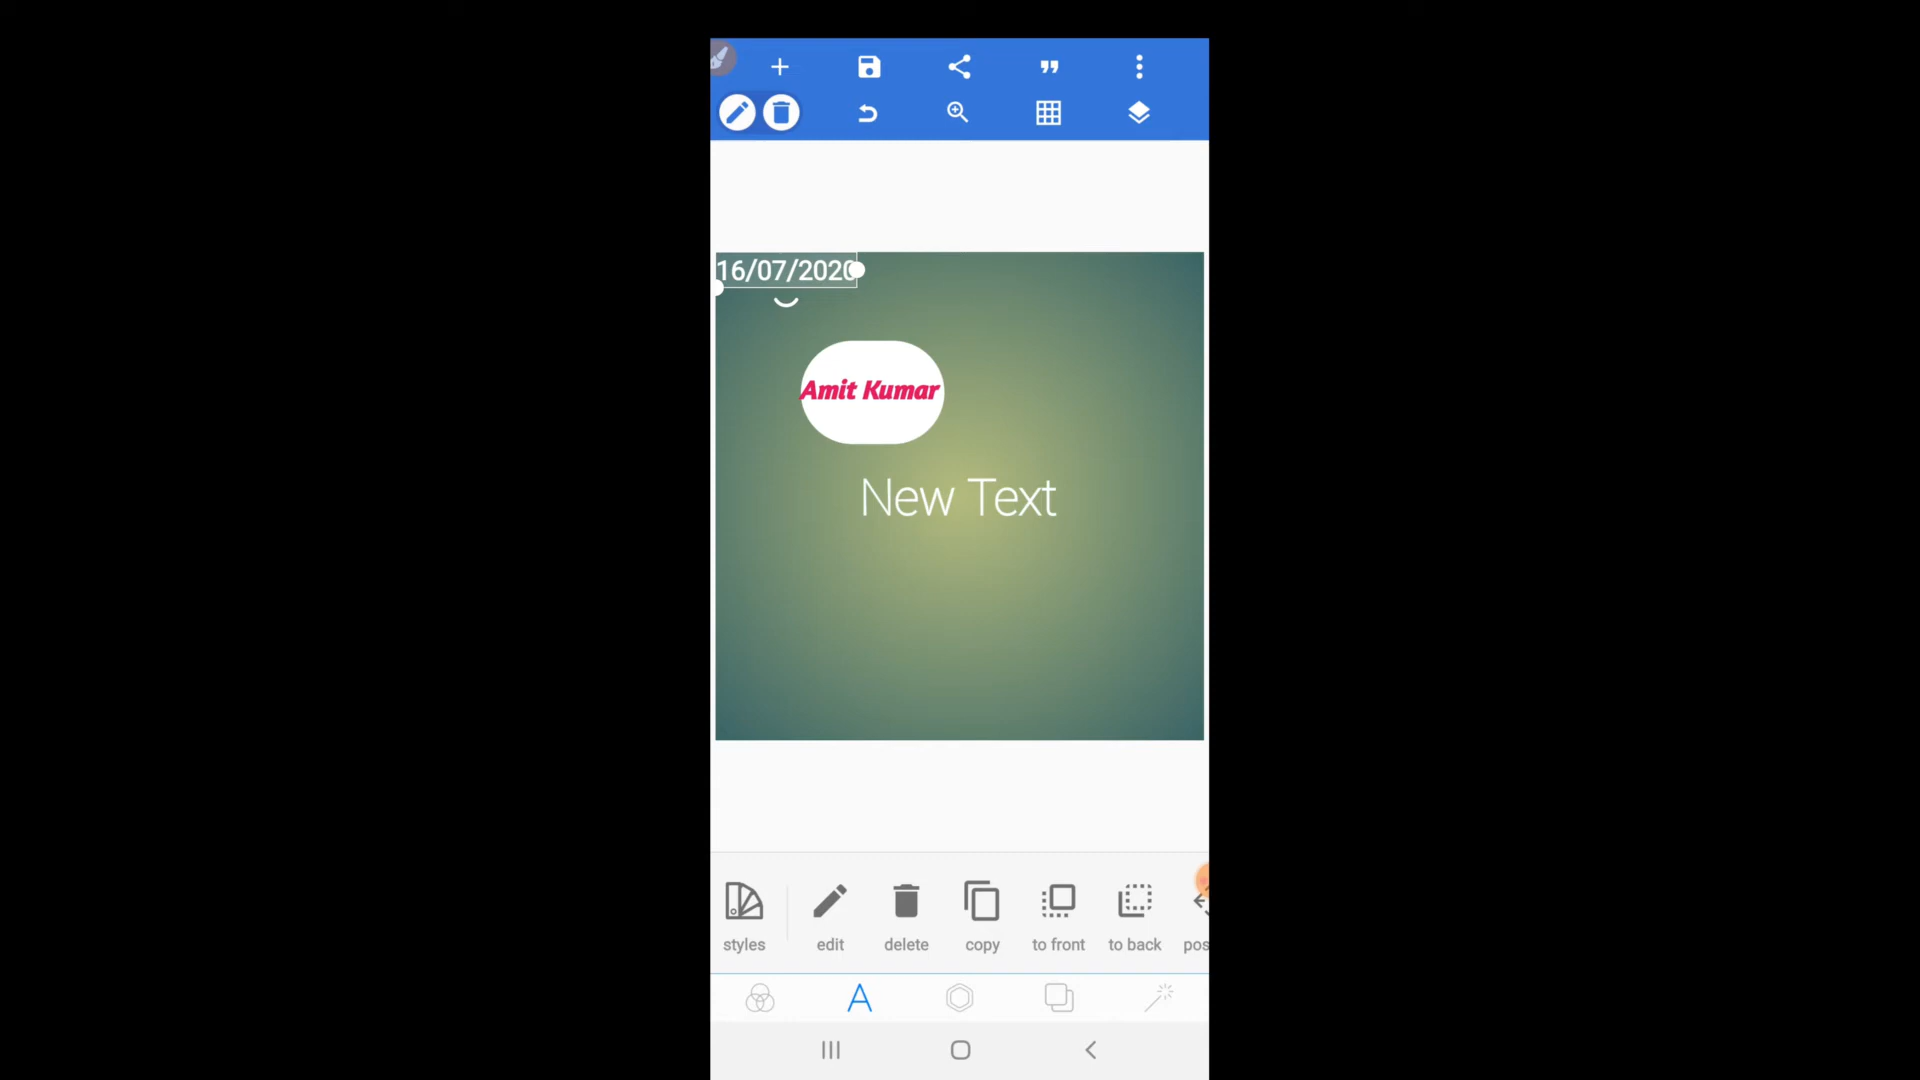 16/07/2020
Amit Kumar
New Text
styles edit delete copy to front to back pos